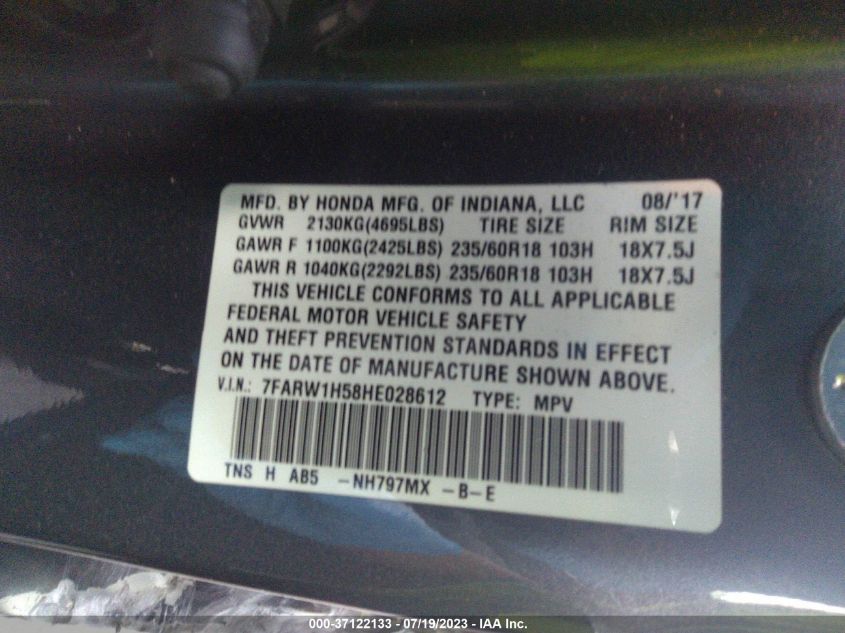 MFD. BY HONDA MFG. OF INDIANA, LLC 08/'17
GVWR 2130KG(4695LBS) TIRE SIZE RIM SIZE
GAWR F 1100KG(2425LBS) 235/60R18 103H 18X7.5J
GAWR R 1040KG(2292LBS) 235/60R18 103H 18X7.5J
THIS VEHICLE CONFORMS TO ALL APPLICABLE
FEDERAL MOTOR VEHICLE SAFETY
AND THEFT PREVENTION STANDARDS IN EFFECT
ON THE DATE OF MANUFACTURE SHOWN ABOVE.
V.I.N.: 7FARW1H58HE028612 TYPE: MPV
TNS H AB5 -NH797MX -B-E
000-37122133 - 07/19/2023 - IAA Inc.